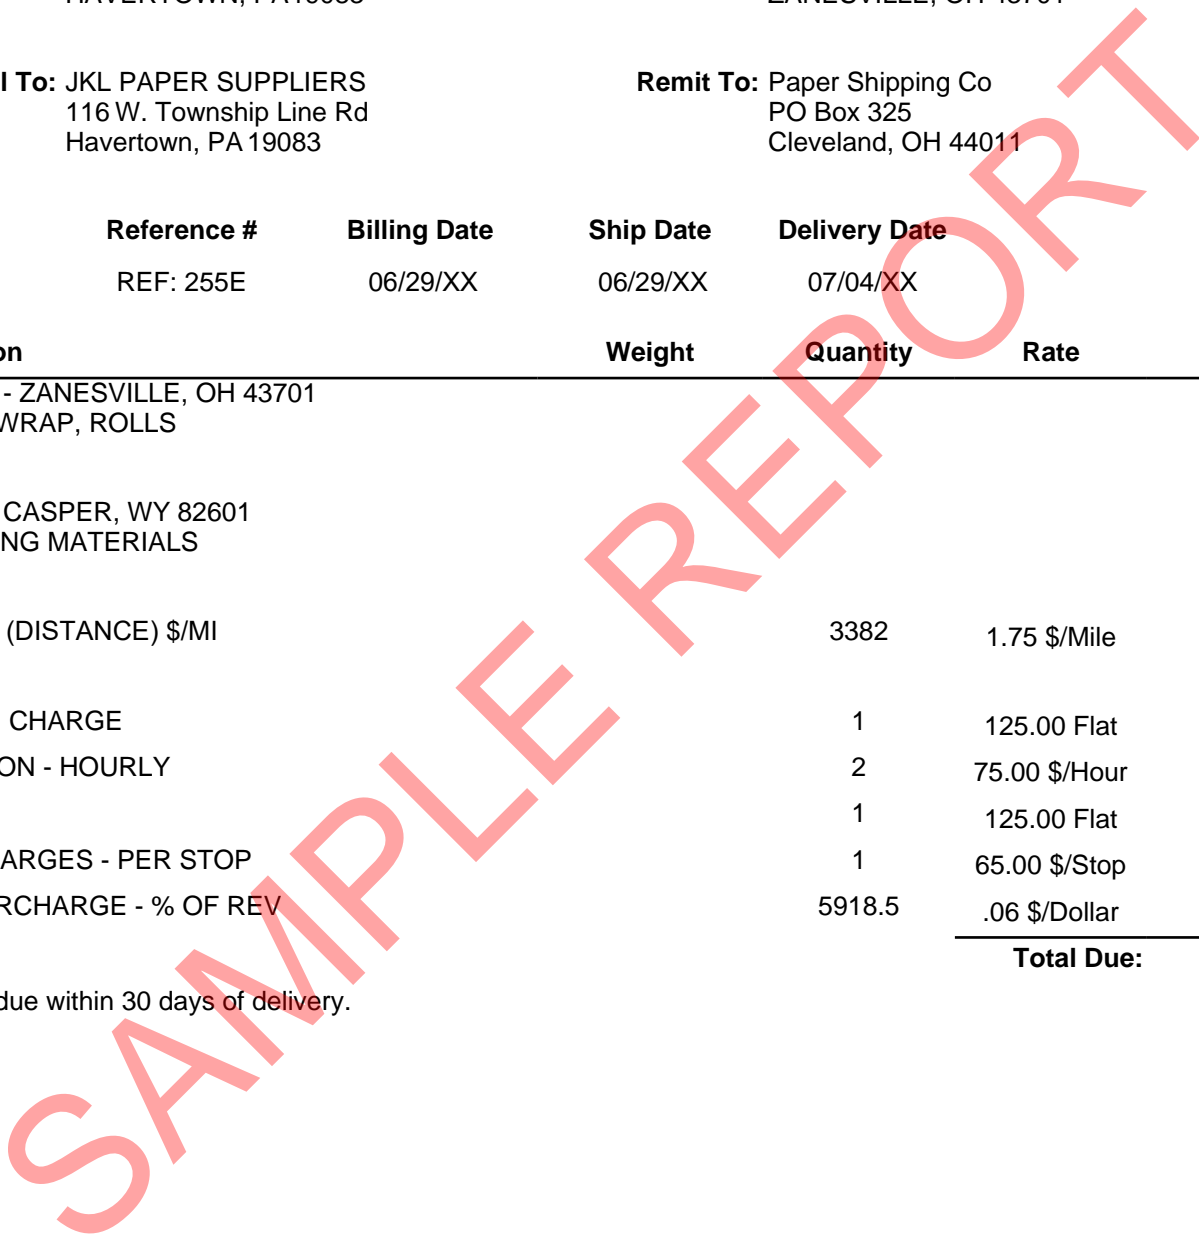 ZANESVILLE, OH 43701
l To: JKL PAPER SUPPLIERS Remit To: Paper Shipping Co
116 W. Township Line Rd PO Box 325
Havertown, PA 19083 Cleveland, OH 44011
Reference # Billing Date Ship Date Delivery Date
REF: 255E 06/29/XX 06/29/XX 07/04/XX
on Weight Quantity Rate
- ZANESVILLE, OH 43701
WRAP, ROLLS
CASPER, WY 82601
NG MATERIALS
(DISTANCE) $/MI 3382 1.75 $/Mile
CHARGE 1 125.00 Flat
ON - HOURLY 2 75.00 $/Hour
1 125.00 Flat
ARGES - PER STOP 1 65.00 $/Stop
RCHARGE - % OF REV 5918.5 .06 $/Dollar
Total Due:
due within 30 days of delivery.
SAMPLE REPORT